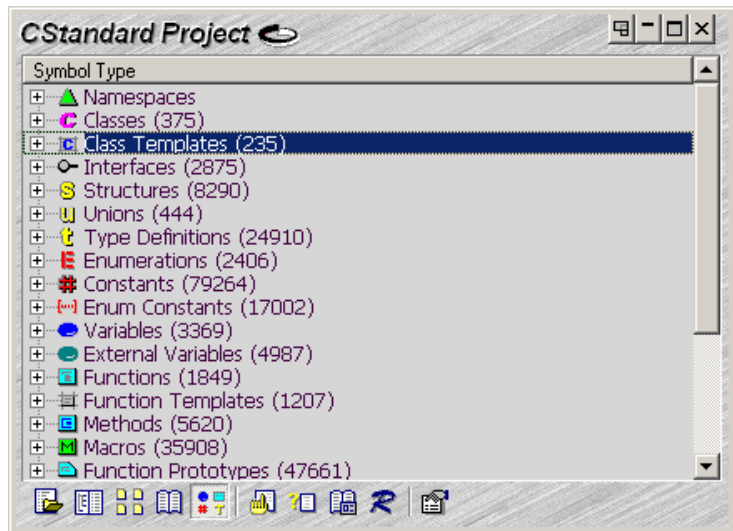 CStandard Project
Symbol Type
Namespaces
Classes (375)
Class Templates (235)
Interfaces (2875)
Structures (8290)
Unions (444)
Type Definitions (24910)
Enumerations (2406)
Constants (79264)
Enum Constants (17002)
Variables (3369)
External Variables (4987)
Functions (1849)
Function Templates (1207)
Methods (5620)
Macros (35908)
Function Prototypes (47661)